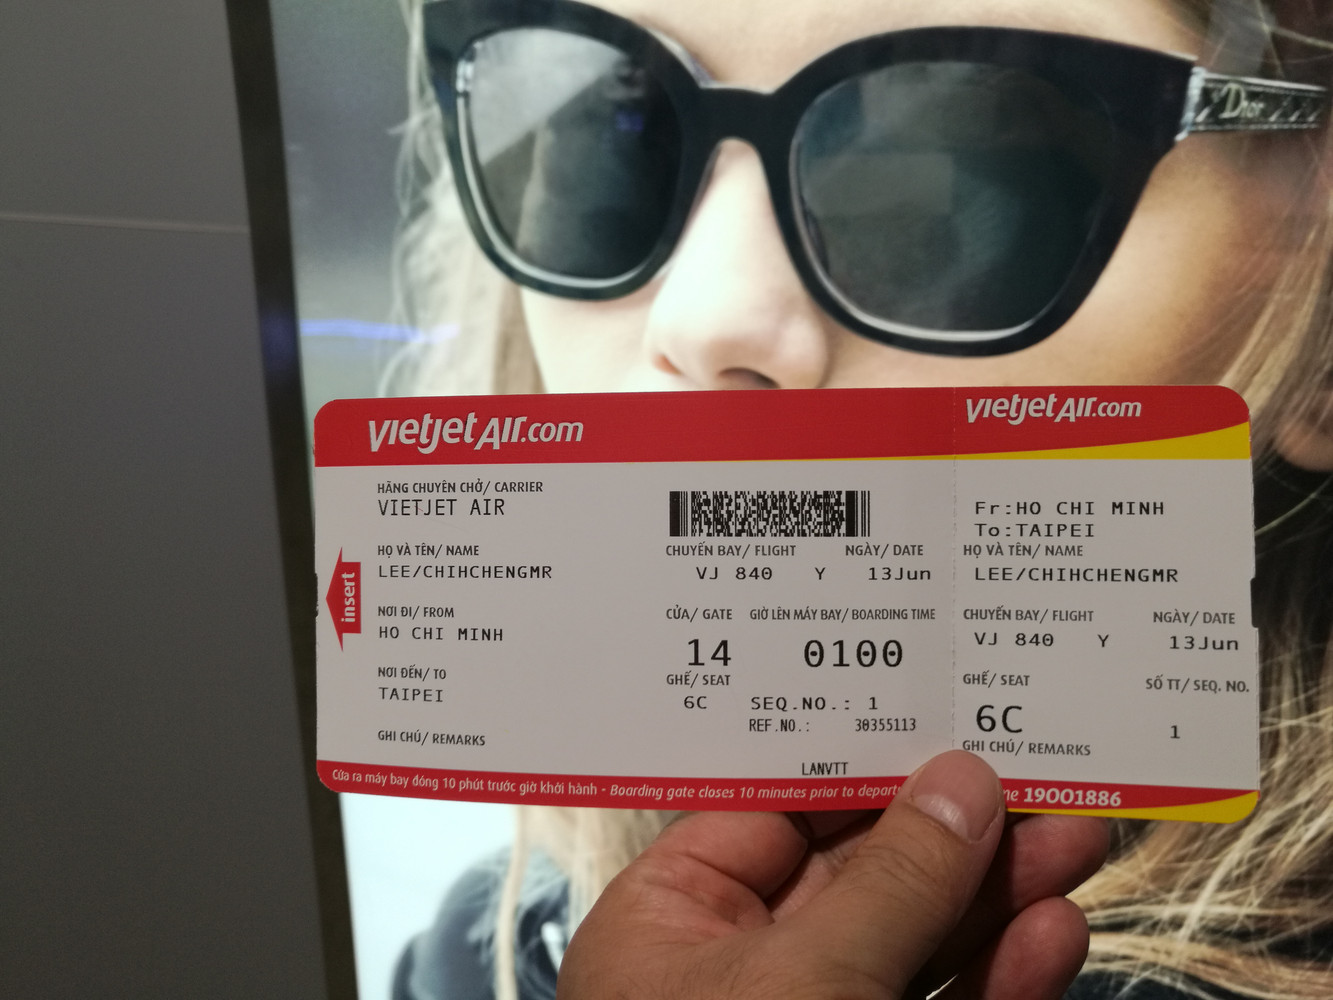 Dior
vietjetAir.com
vietjetAir.com
HÃNG CHUYÊN CHỞ/ CARRIER
VIETJET AIR
HỌ VÀ TÊN/ NAME
LEE/CHIHCHENGMR
NƠI ĐI/ FROM
HO CHI MINH
NƠI ĐẾN/ TO
TAIPEI
GHI CHÚ/ REMARKS
insert
CHUYẾN BAY/ FLIGHT NGÀY/ DATE
VJ 840 Y 13Jun
CỬA/ GATE GIỜ LÊN MÁY BAY/ BOARDING TIME
14 0100
GHẾ/ SEAT
6C SEQ.NO.: 1
REF.NO.: 30355113
LANVTT
Cửa ra máy bay đóng 10 phút trước giờ khởi hành - Boarding gate closes 10 minutes prior to
Fr:HO CHI MINH
To:TAIPEI
HỌ VÀ TÊN/ NAME
LEE/CHIHCHENGMR
CHUYẾN BAY/ FLIGHT NGÀY/ DATE
VJ 840 Y 13Jun
GHẾ/ SEAT SỐ TT/ SEQ. NO.
6C 1
GHI CHÚ/ REMARKS
19001886